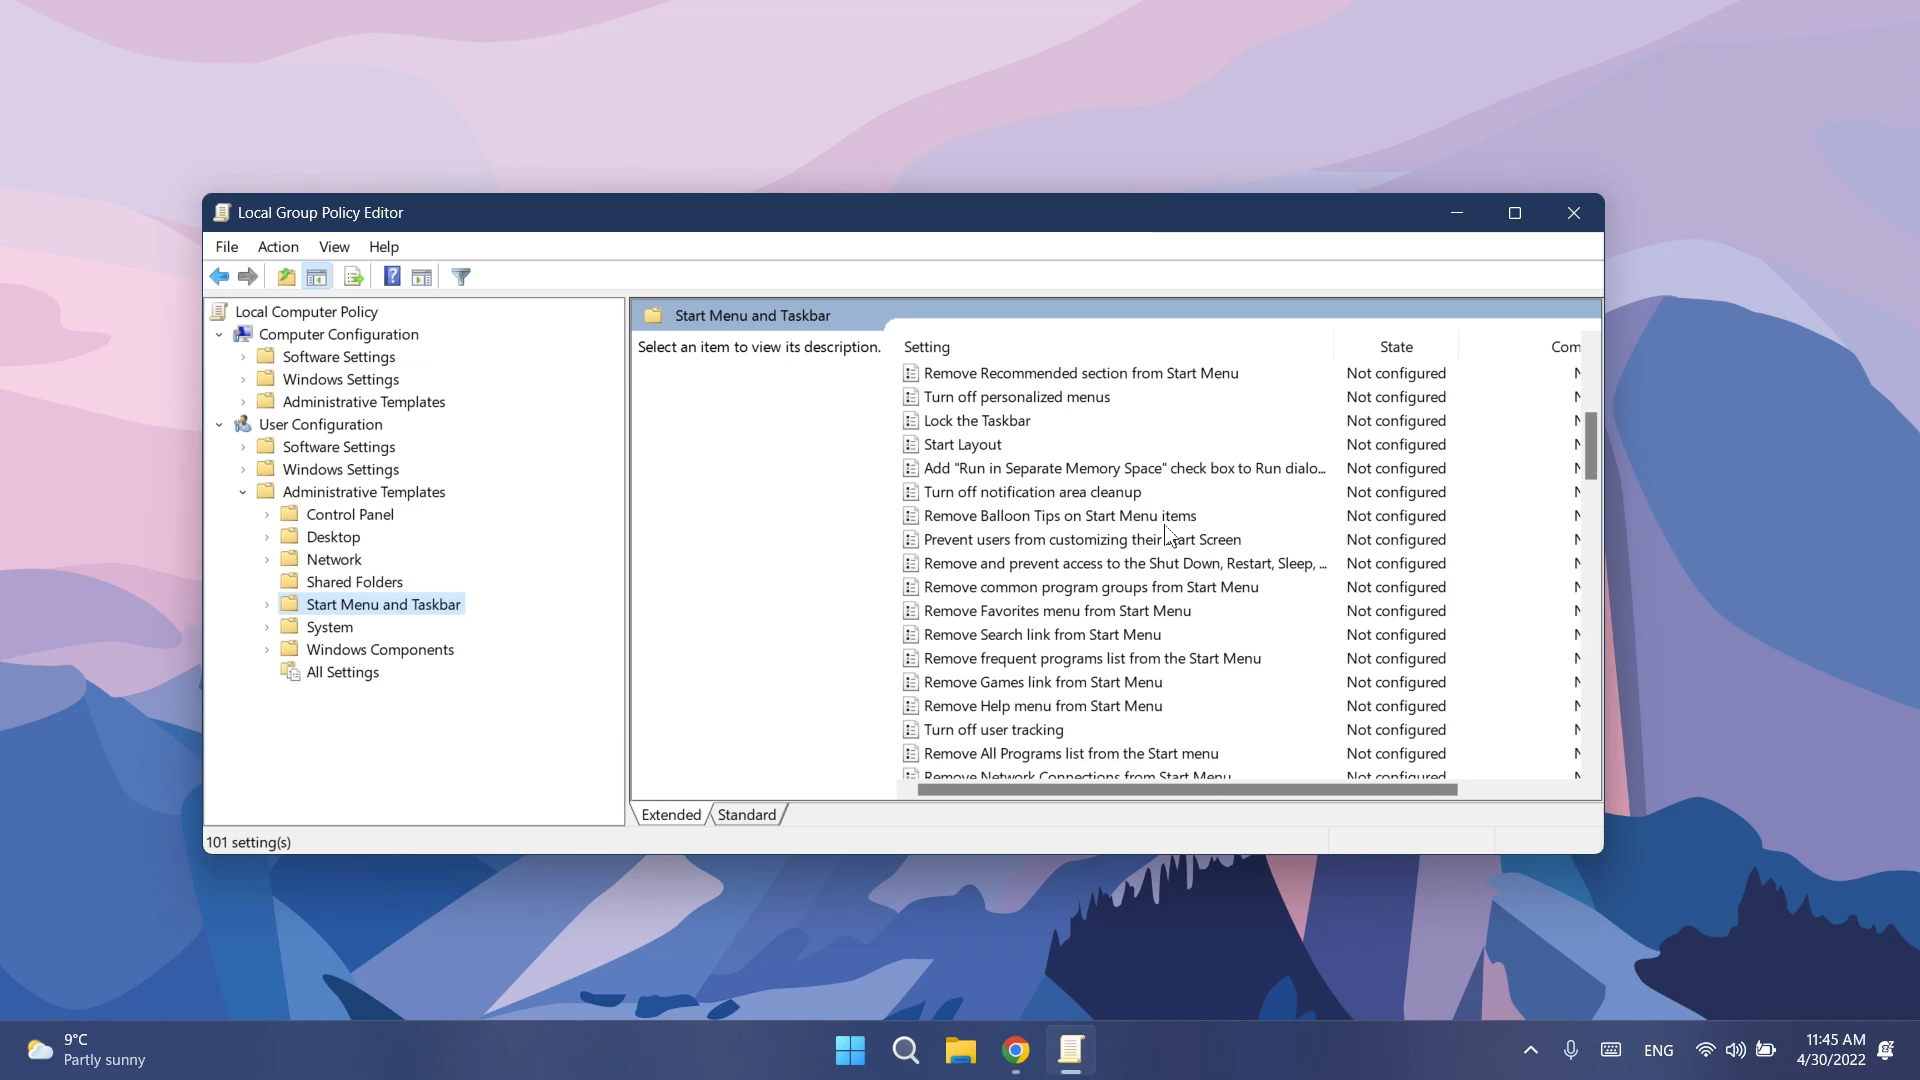 Local Group Policy Editor
File Action View Help
Local Computer Policy
Computer Configuration
Software Settings
Windows Settings
Administrative Templates
User Configuration
Software Settings
Windows Settings
Administrative Templates
Control Panel
Desktop
Network
Shared Folders
Start Menu and Taskbar
System
Windows Components
All Settings
Start Menu and Taskbar
Select an item to view its description.
Setting State Com
Remove Recommended section from Start Menu Not configured N
Turn off personalized menus Not configured N
Lock the Taskbar Not configured N
Start Layout Not configured N
Add "Run in Separate Memory Space" check box to Run dialo... Not configured N
Turn off notification area cleanup Not configured N
Remove Balloon Tips on Start Menu items Not configured N
Prevent users from customizing their Start Screen Not configured N
Remove and prevent access to the Shut Down, Restart, Sleep, ... Not configured N
Remove common program groups from Start Menu Not configured N
Remove Favorites menu from Start Menu Not configured N
Remove Search link from Start Menu Not configured N
Remove frequent programs list from the Start Menu Not configured N
Remove Games link from Start Menu Not configured N
Remove Help menu from Start Menu Not configured N
Turn off user tracking Not configured N
Remove All Programs list from the Start menu Not configured N
Remove Network Connections from Start Menu Not configured N
Extended Standard
101 setting(s)
9°C
Partly sunny
ENG
11:45 AM
4/30/2022